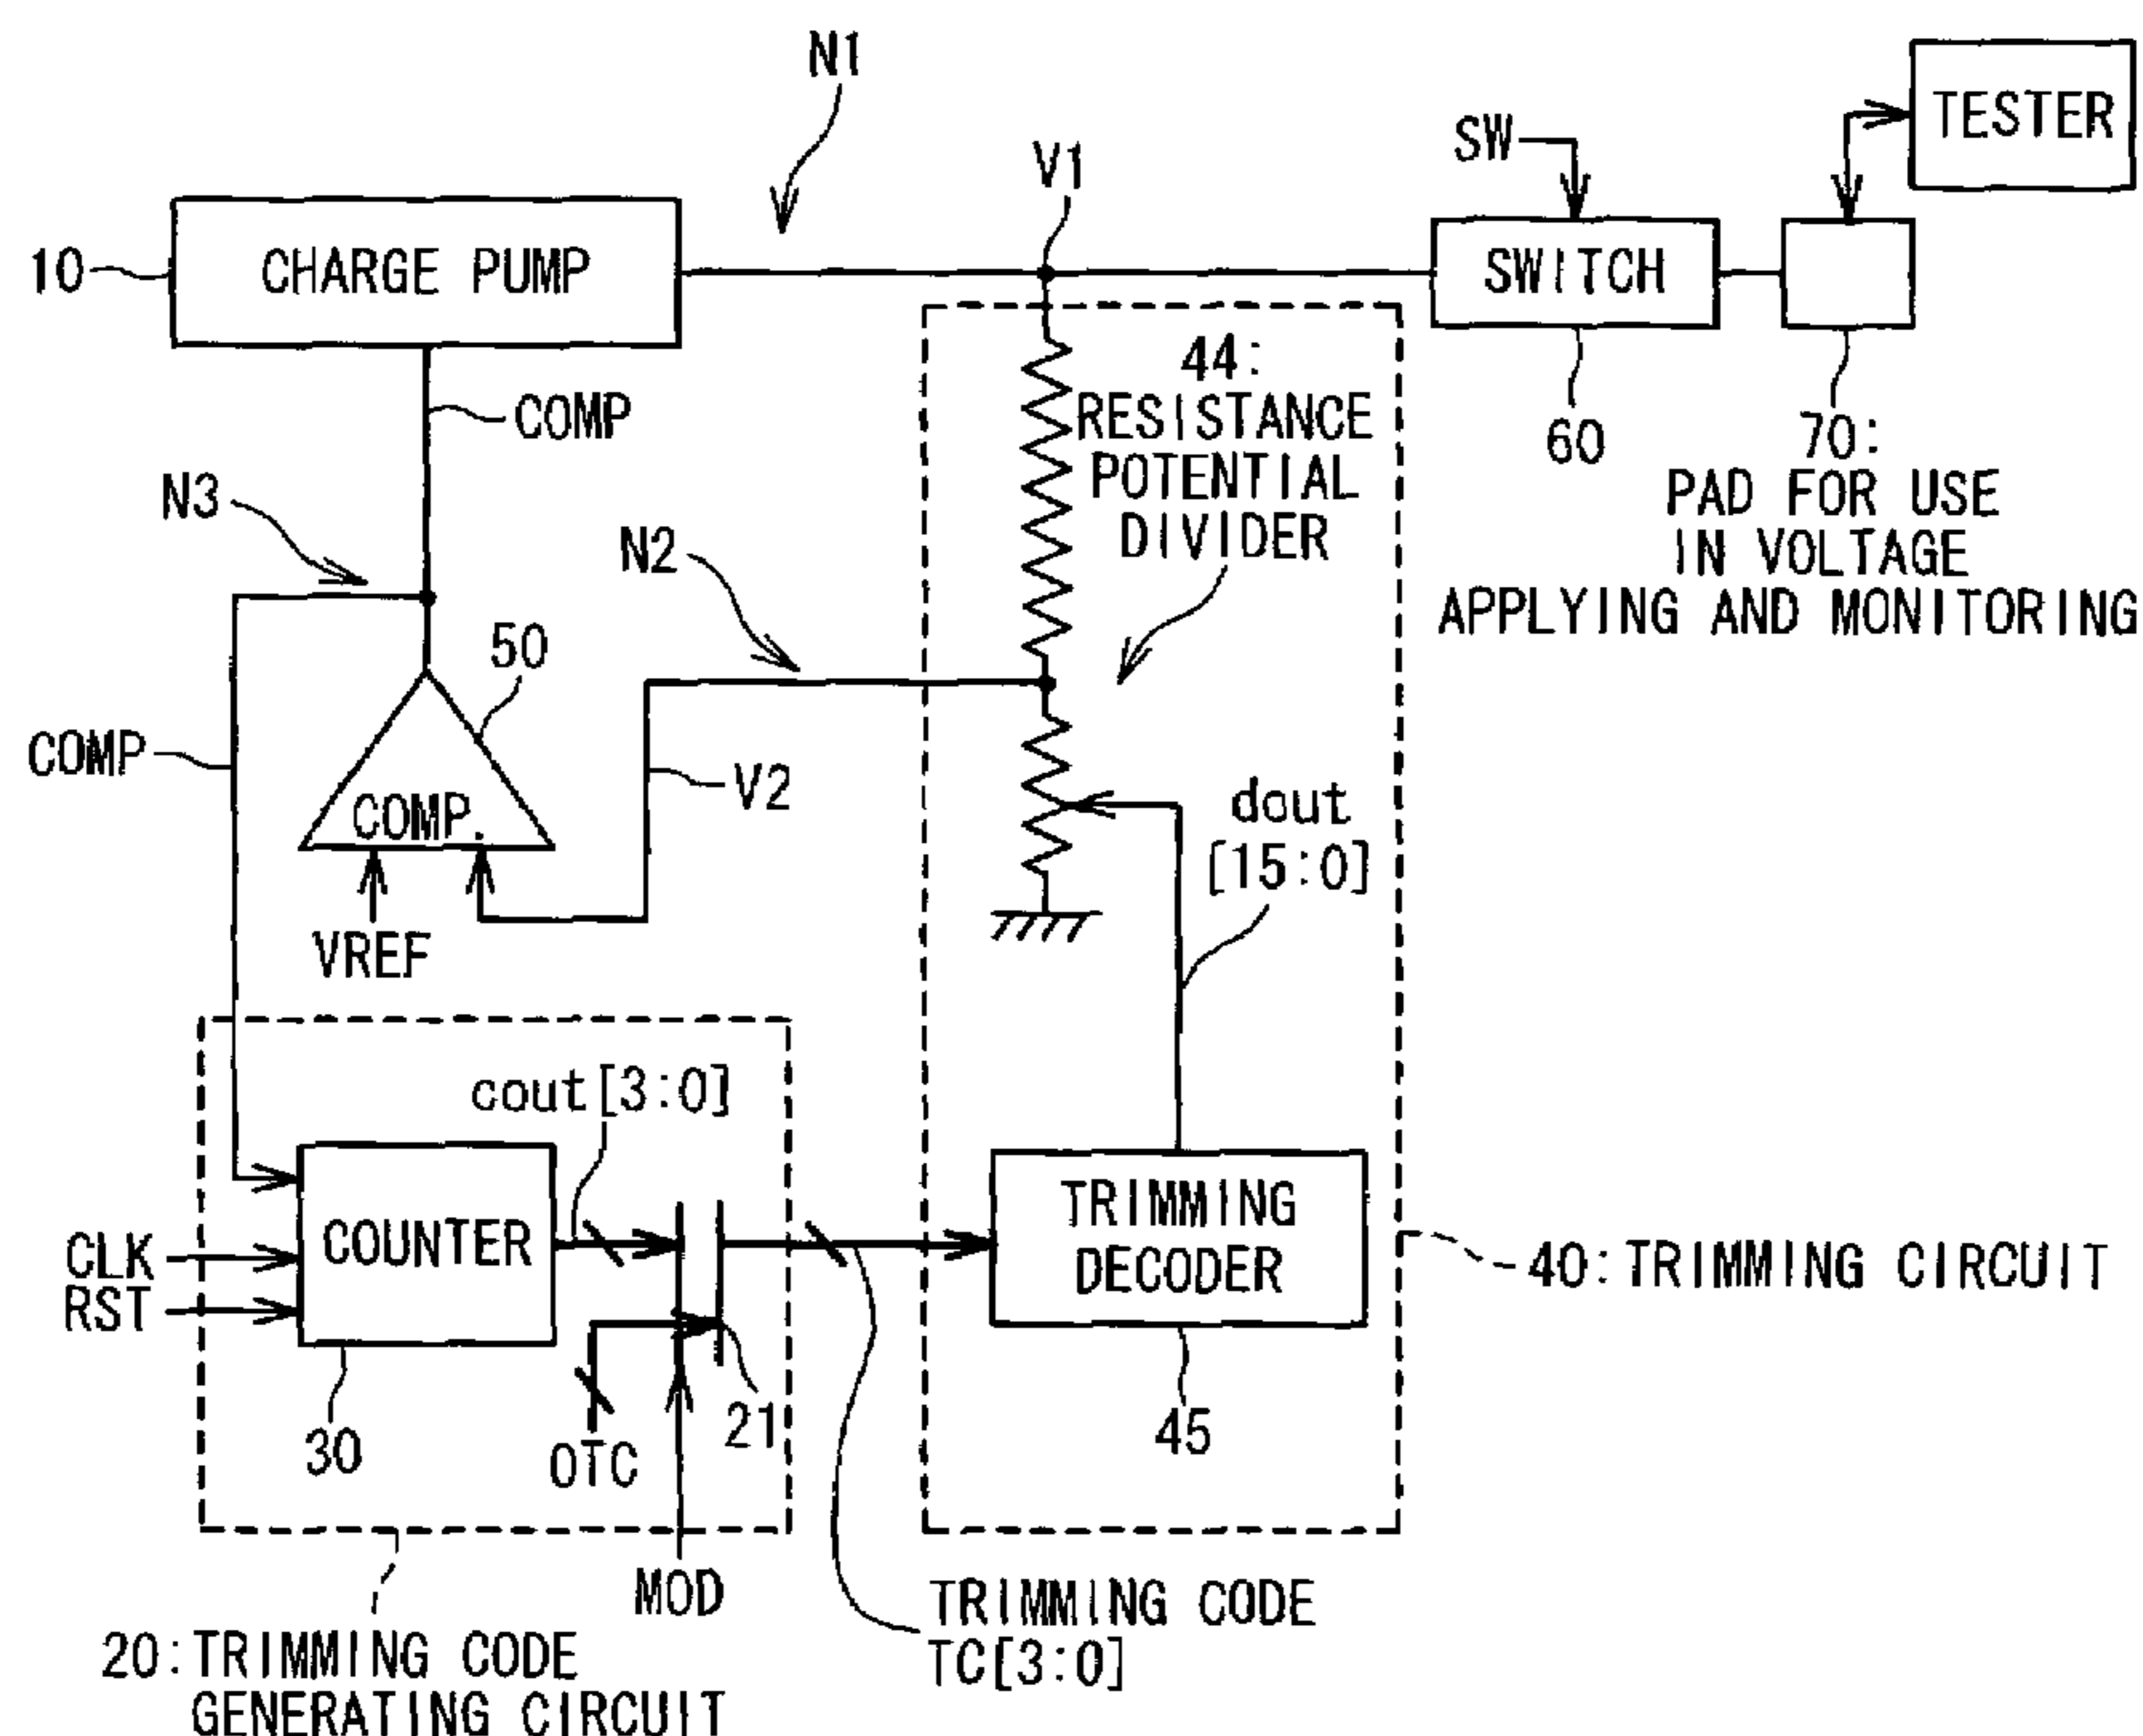 N1
TESTER
SW
V1
10
CHARGE PUMP
SWITCH
44:
RESISTANCE
POTENTIAL
DIVIDER
COMP
60
70:
PAD FOR USE
IN VOLTAGE
APPLYING AND MONITORING
N3
N2
50
COMP
COMP.
V2
dout
[15:0]
VREF
cout[3:0]
COUNTER
TRIMMING
DECODER
CLK
RST
40:TRIMMING CIRCUIT
30
OTC
21
45
MOD
TRIMMING CODE
TC[3:0]
20:TRIMMING CODE
GENERATING CIRCUIT